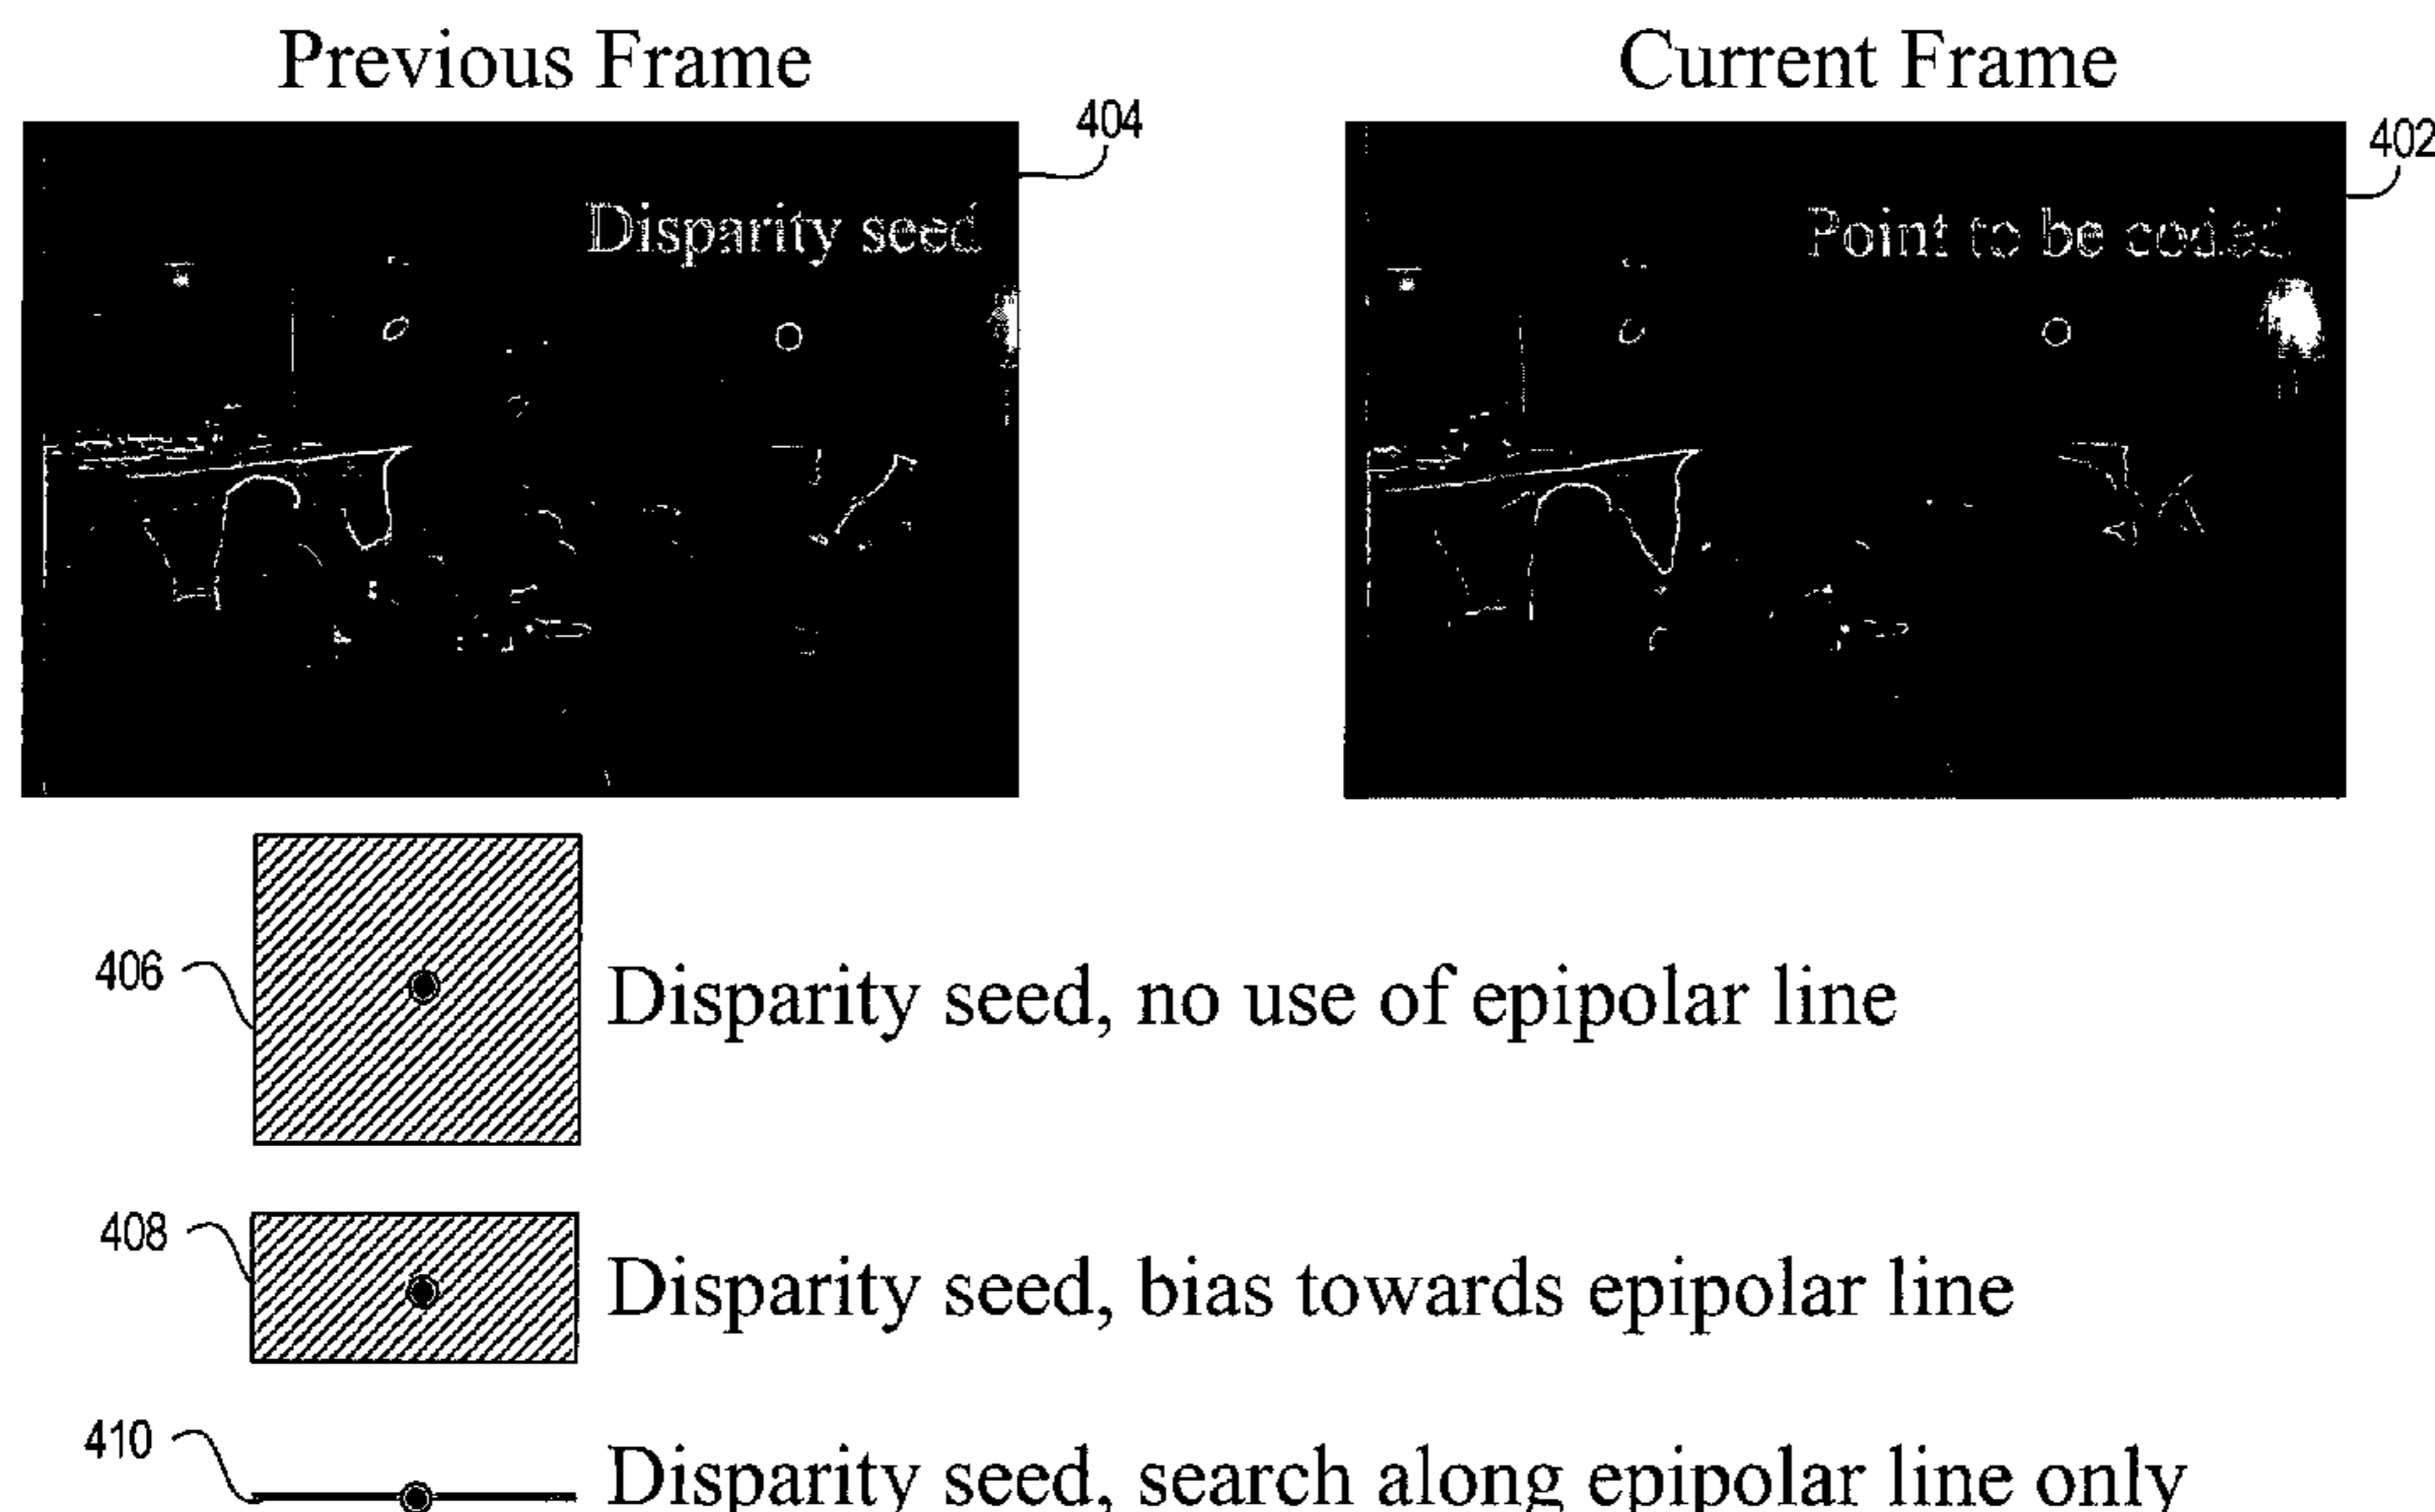 Previous Frame
Current Frame
404
402
Disparity seed
Point to be coded
406
Disparity seed, no use of epipolar line
408
Disparity seed, bias towards epipolar line
410
Disparity seed, search along epipolar line only